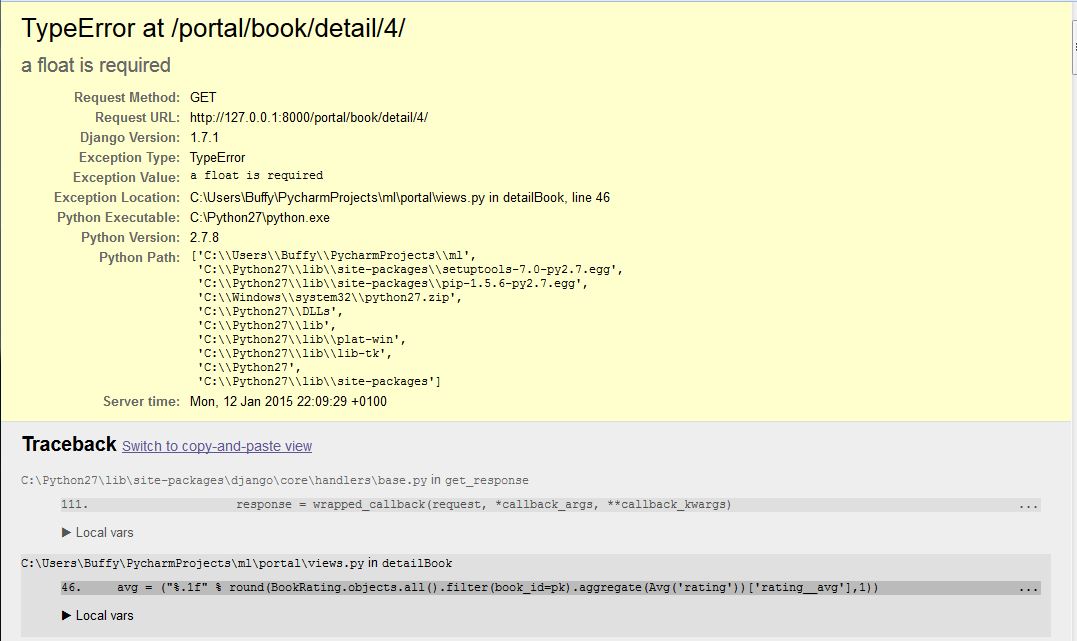 TypeError at /portal/book/detail/4/
a float is required
Request Method: GET
Request URL: http://127.0.0.1:8000/portal/book/detail/4/
Django Version: 1.7.1
Exception Type: TypeError
Exception Value: a float is required
Exception Location: C:\Users\Buffy\PycharmProjects\ml\portal\views.py in detailBook, line 46
Python Executable: C:\Python27\python.exe
Python Version: 2.7.8
Python Path: ['C:\\Users\\Buffy\\PycharmProjects\\ml',
'C:\\Python27\\lib\\site-packages\\setuptools-7.0-py2.7.egg',
'C:\\Python27\\lib\\site-packages\\pip-1.5.6-py2.7.egg',
'C:\\Windows\\system32\\python27.zip',
'C:\\Python27\\DLLs',
'C:\\Python27\\lib',
'C:\\Python27\\lib\\plat-win',
'C:\\Python27\\lib\\lib-tk',
'C:\\Python27',
'C:\\Python27\\lib\\site-packages']
Server time: Mon, 12 Jan 2015 22:09:29 +0100
Traceback Switch to copy-and-paste view
C:\Python27\lib\site-packages\django\core\handlers\base.py in get_response
111. response = wrapped_callback(request, *callback_args, **callback_kwargs) ...
▶ Local vars
C:\Users\Buffy\PycharmProjects\ml\portal\views.py in detailBook
46. avg = ("%.1f" % round(BookRating.objects.all().filter(book_id=pk).aggregate(Avg('rating'))['rating__avg'],1)) ...
▶ Local vars